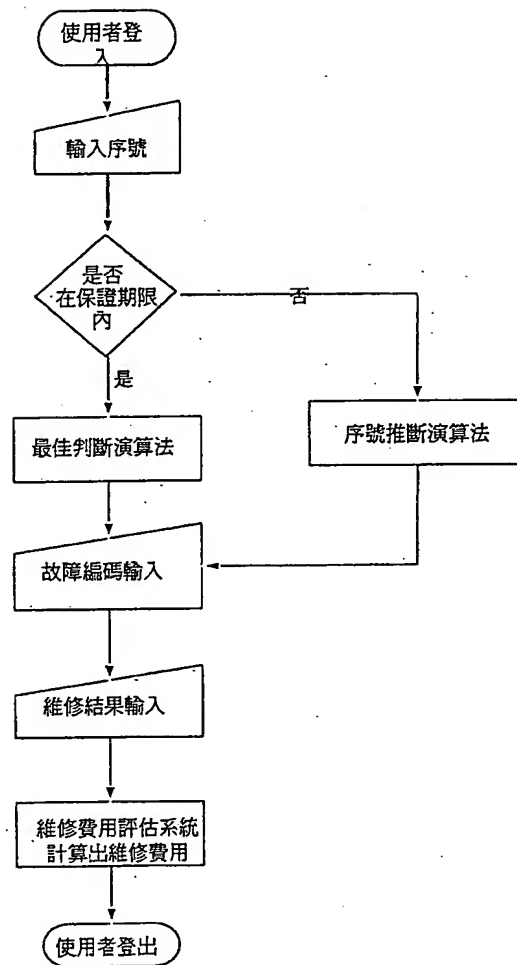 使用者登
入
輸入序號
是否
在保證期限
內
否
是
最佳判斷演算法
序號推斷演算法
故障編碼輸入
維修結果輸入
維修費用評估系統
計算出維修費用
使用者登出